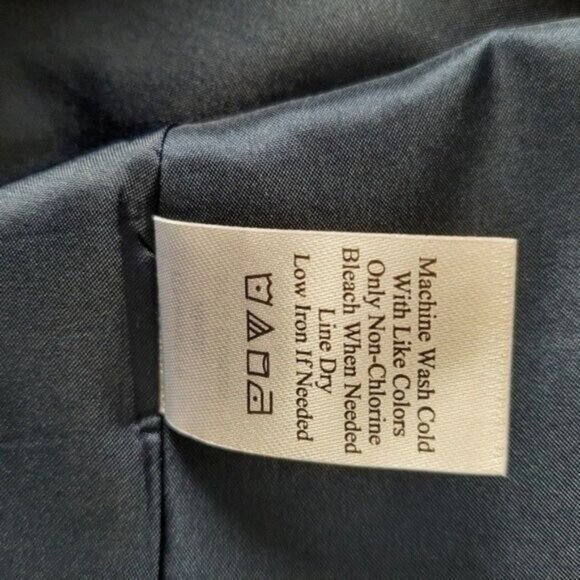 Machine Wash Cold
With Like Colors
Only Non-Chlorine
Bleach When Needed
Line Dry
Low Iron If Needed